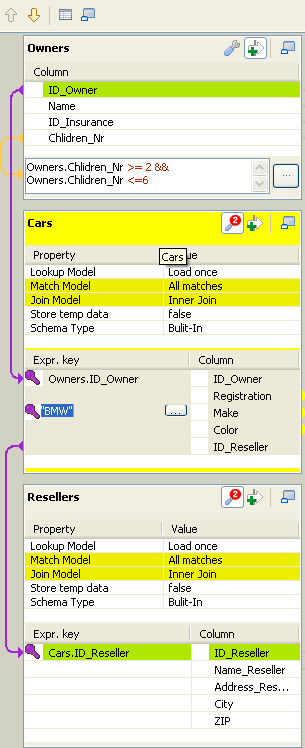 Owners
Column
ID_Owner
Name
ID_Insurance
Chlidren_Nr
Owners.Chlidren_Nr >= 2 &&
Owners.Chlidren_Nr <=6
...
Cars
2
Property ue
Cars
Lookup Model Load once
Match Model All matches
Join Model Inner Join
Store temp data false
Schema Type Bulit-In
Expr. key Column
Owners.ID_Owner ID_Owner
Registration
"BMW" ... Make
Color
ID_Reseller
Resellers
2
Property Value
Lookup Model Load once
Match Model All matches
Join Model Inner Join
Store temp data false
Schema Type Bulit-In
Expr. key Column
Cars.ID_Reseller ID_Reseller
Name_Reseller
Address_Res...
City
ZIP